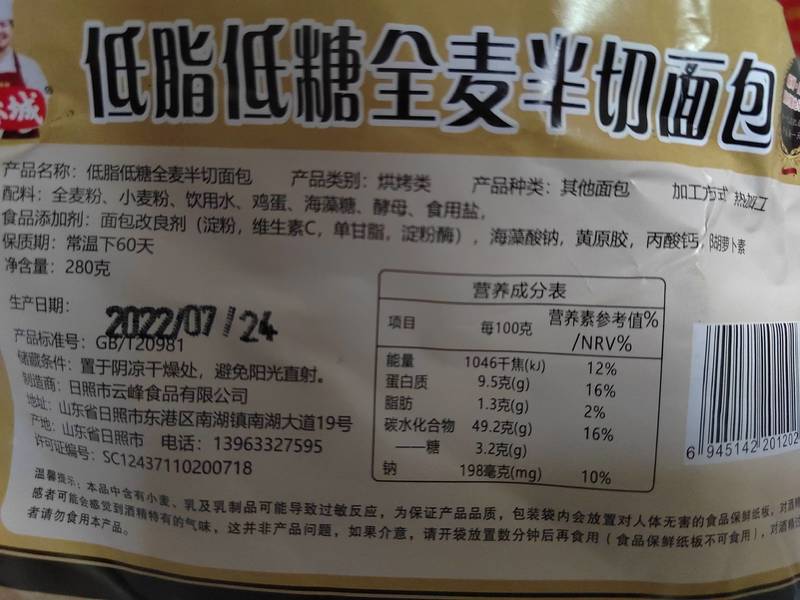 低脂低糖全麦半切面包
城
产品名称：低脂低糖全麦半切面包 产品类别：烘烤类 产品种类：其他面包 加工方式 热加工
配料：全麦粉、小麦粉、饮用水、鸡蛋、海藻糖、酵母、食用盐，
食品添加剂：面包改良剂（淀粉，维生素C，单甘脂，淀粉酶），海藻酸钠，黄原胶，丙酸钙，β胡萝卜素
保质期：常温下60天
净含量：280克
生产日期：
2022/07/24
产品标准号：GB/T20981
储藏条件：置于阴凉干燥处，避免阳光直射。
制造商：日照市云峰食品有限公司
地址：山东省日照市东港区南湖镇南湖大道19号
产地：山东省日照市 电话：13963327595
许可证编号：SC12437110200718
营养成分表
项目 每100克 营养素参考值%
/NRV%
能量 1046千焦(kJ) 12%
蛋白质 9.5克(g) 16%
脂肪 1.3克(g) 2%
碳水化合物 49.2克(g) 16%
——糖 3.2克(g)
钠 198毫克(mg) 10%
6 945142 201202
温馨提示：本品中含有小麦、乳及乳制品可能导致过敏反应，为保证产品品质，包装袋内会放置对人体无害的食品保鲜纸板，对酒精
感者可能会感觉到酒精特有的气味，这并非产品问题，如果介意，请开袋放置数分钟后再食用（食品保鲜纸板不可食用），对酒精过
者请勿食用本产品。